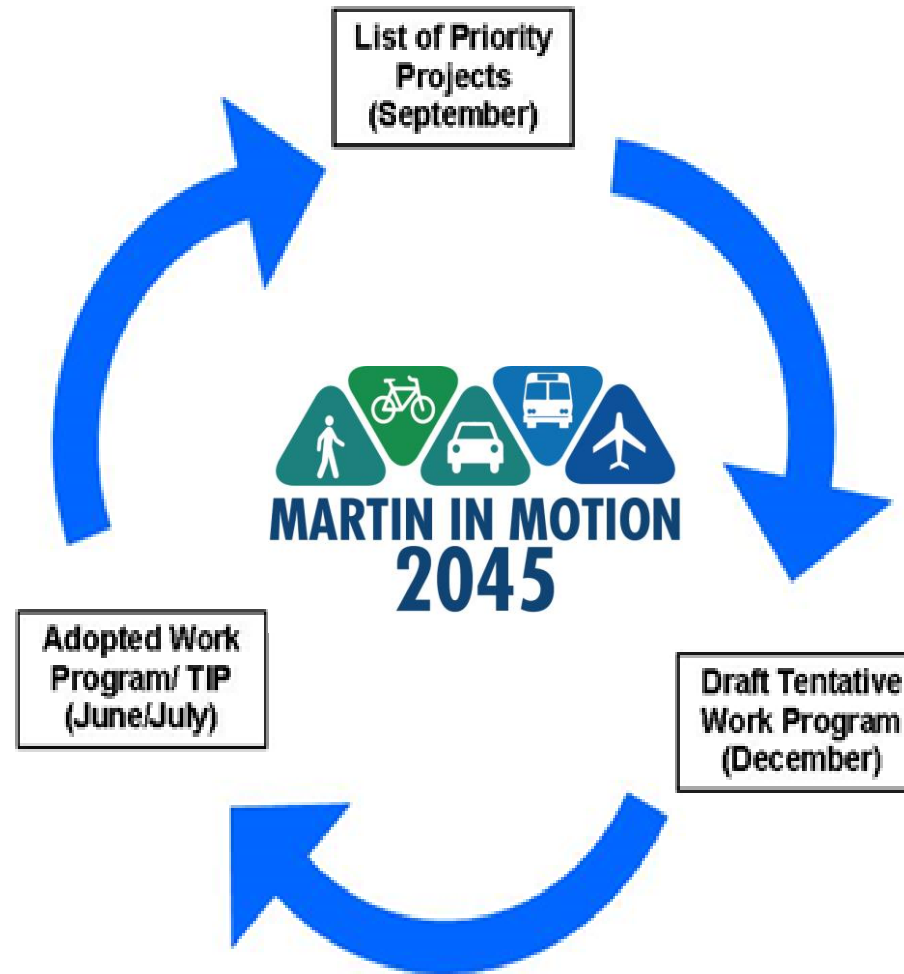 List of Priority
Projects
(September)
MARTIN IN MOTION
2045
Adopted Work
Program/ TIP
(June/July)
Draft Tentative
Work Program
(December)